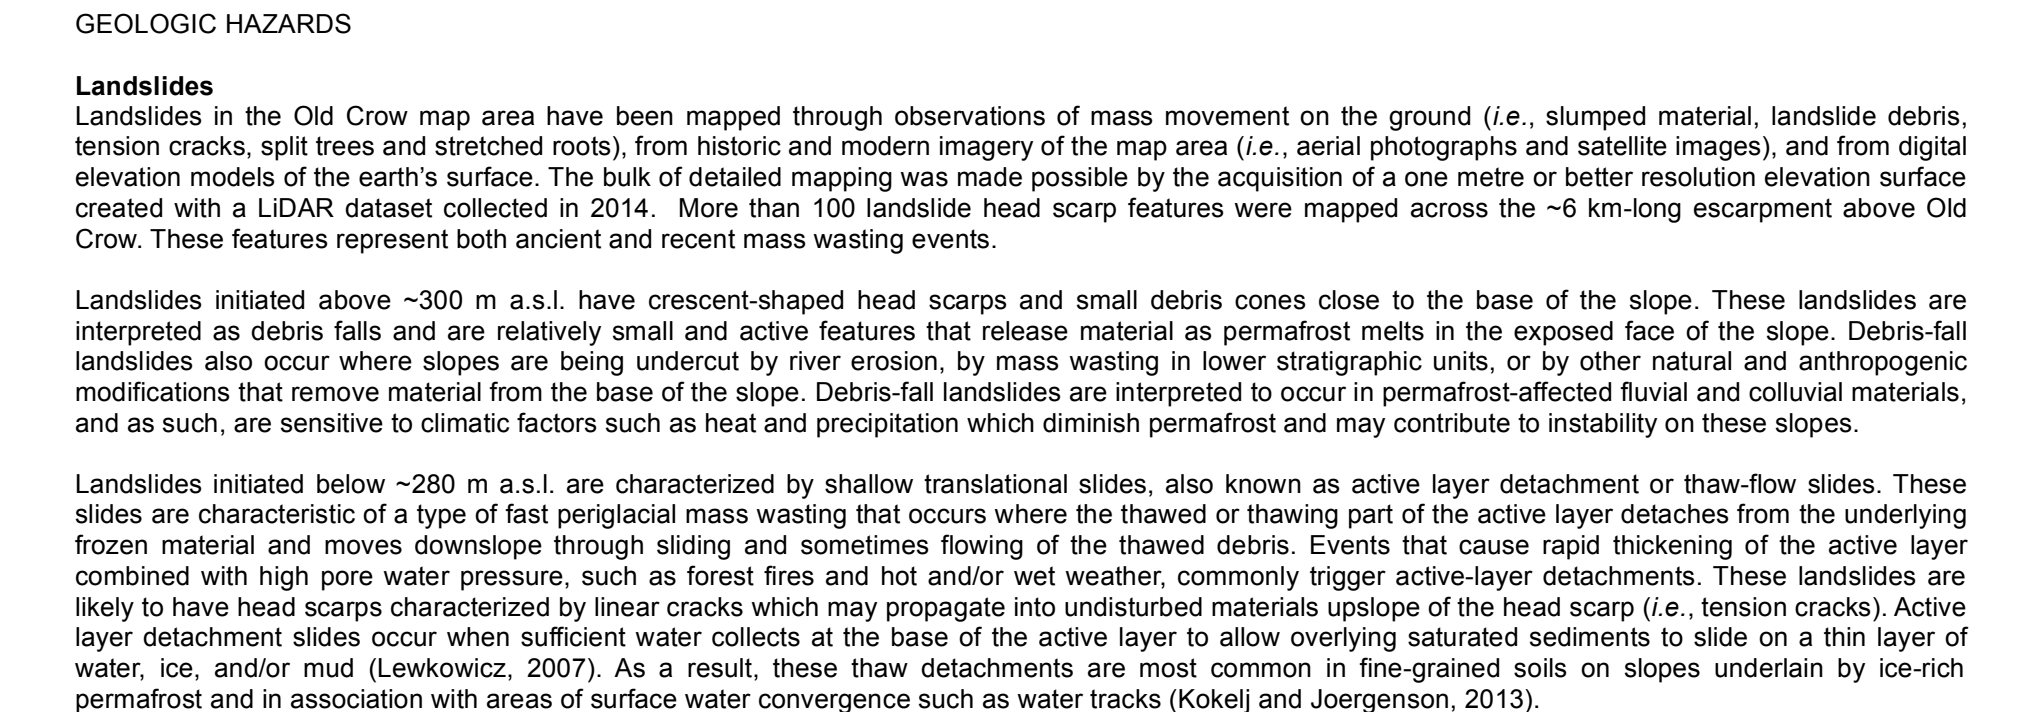 GEOLOGIC HAZARDS
Landslides
Landslides in the Old Crow map area have been mapped through observations of mass movement on the ground (i.e., slumped material, landslide debris,
tension cracks, split trees and stretched roots), from historic and modern imagery of the map area (i.e., aerial photographs and satellite images), and from digital
elevation models of the earth’s surface. The bulk of detailed mapping was made possible by the acquisition of a one metre or better resolution elevation surface
created with a LiDAR dataset collected in 2014.  More than 100 landslide head scarp features were mapped across the ~6 km-long escarpment above Old
Crow. These features represent both ancient and recent mass wasting events.
Landslides initiated above ~300 m a.s.l. have crescent-shaped head scarps and small debris cones close to the base of the slope. These landslides are
interpreted as debris falls and are relatively small and active features that release material as permafrost melts in the exposed face of the slope. Debris-fall
landslides also occur where slopes are being undercut by river erosion, by mass wasting in lower stratigraphic units, or by other natural and anthropogenic
modifications that remove material from the base of the slope. Debris-fall landslides are interpreted to occur in permafrost-affected fluvial and colluvial materials,
and as such, are sensitive to climatic factors such as heat and precipitation which diminish permafrost and may contribute to instability on these slopes.
Landslides initiated below ~280 m a.s.l. are characterized by shallow translational slides, also known as active layer detachment or thaw-flow slides. These
slides are characteristic of a type of fast periglacial mass wasting that occurs where the thawed or thawing part of the active layer detaches from the underlying
frozen material and moves downslope through sliding and sometimes flowing of the thawed debris. Events that cause rapid thickening of the active layer
combined with high pore water pressure, such as forest fires and hot and/or wet weather, commonly trigger active-layer detachments. These landslides are
likely to have head scarps characterized by linear cracks which may propagate into undisturbed materials upslope of the head scarp (i.e., tension cracks). Active
layer detachment slides occur when sufficient water collects at the base of the active layer to allow overlying saturated sediments to slide on a thin layer of
water, ice, and/or mud (Lewkowicz, 2007). As a result, these thaw detachments are most common in fine-grained soils on slopes underlain by ice-rich
permafrost and in association with areas of surface water convergence such as water tracks (Kokelj and Joergenson, 2013).